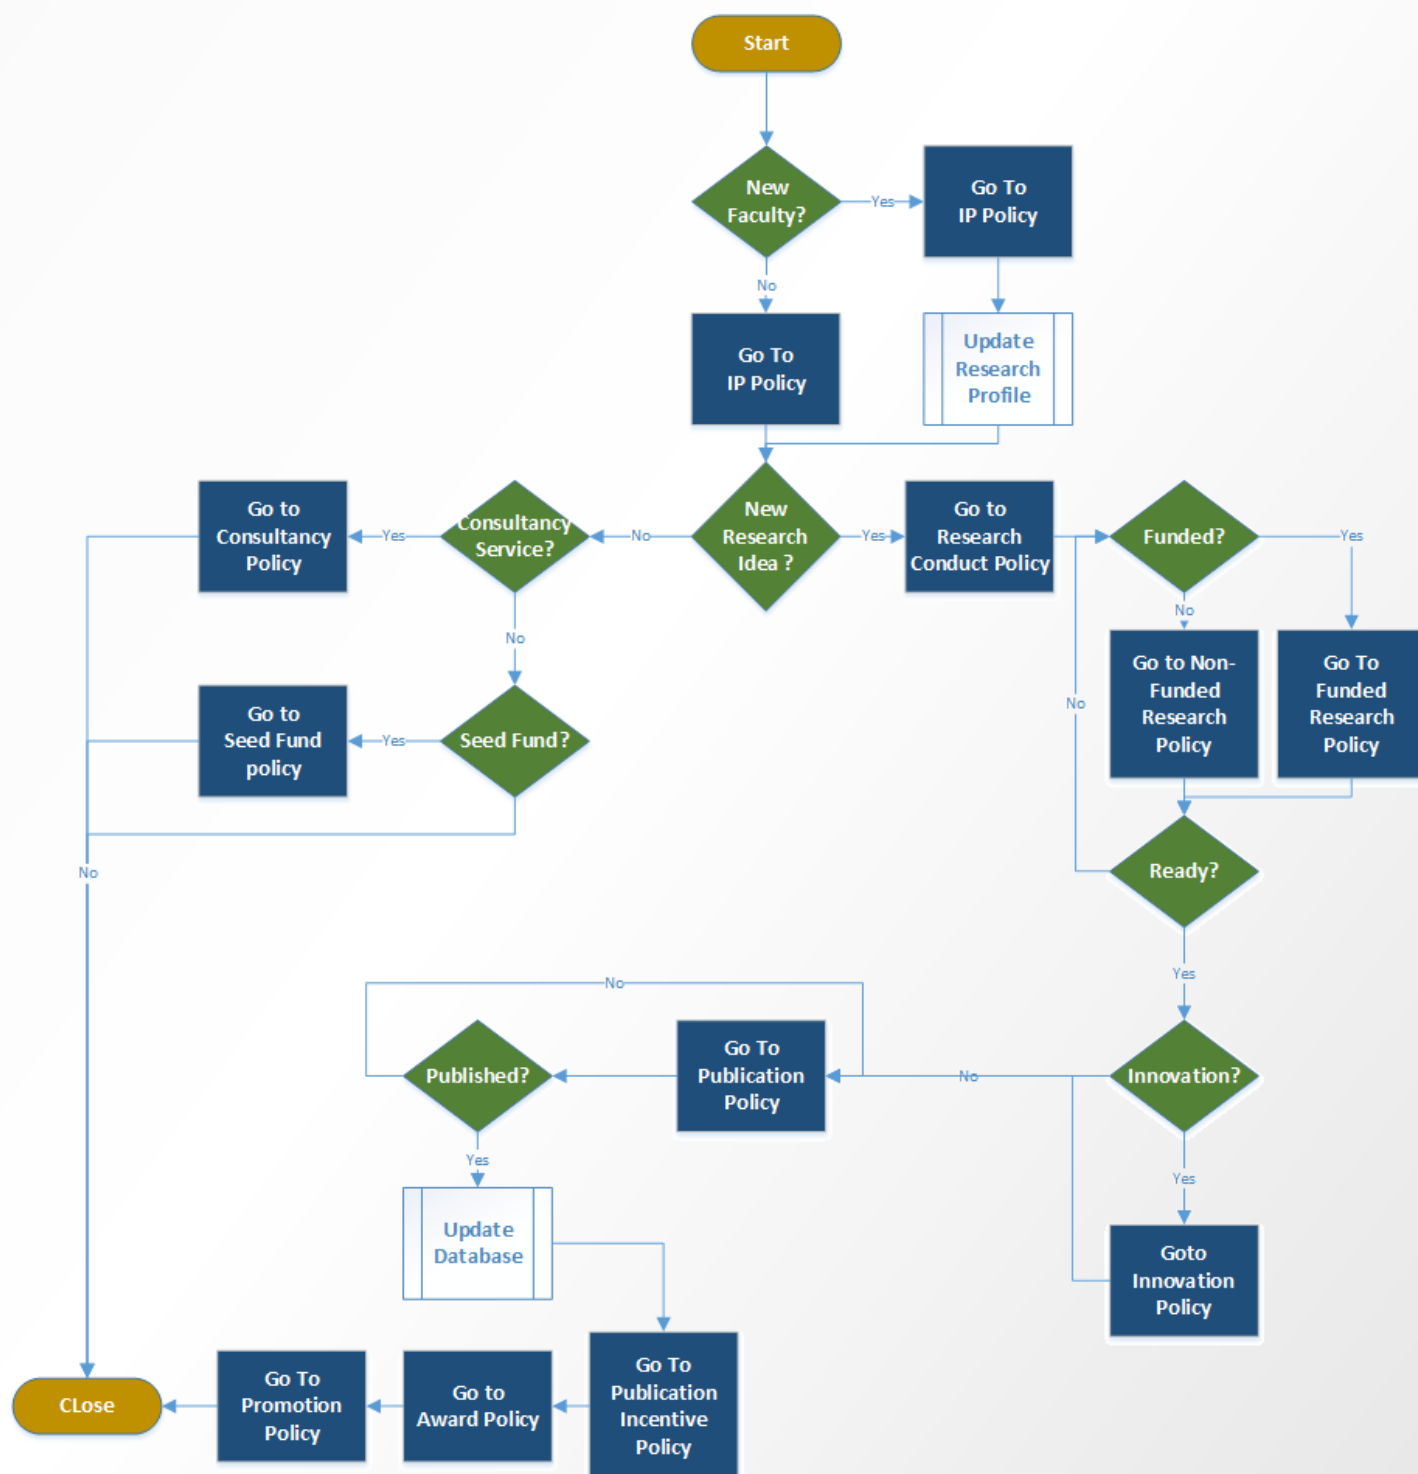 Start
New
Faculty?
Yes
Go To
IP Policy
No
Go To
IP Policy
Update
Research
Profile
New
Research
Idea ?
No
Consultancy
Service?
Yes
Go to
Consultancy
Policy
No
Seed Fund?
Yes
Go to
Seed Fund
policy
No
Yes
Go to
Research
Conduct Policy
Funded?
Yes
No
Go to Non-
Funded
Research
Policy
Go To
Funded
Research
Policy
No
Ready?
Yes
Innovation?
No
Yes
Goto
Innovation
Policy
Go To
Publication
Policy
No
Published?
Yes
Update
Database
Go To
Publication
Incentive
Policy
Go to
Award Policy
Go To
Promotion
Policy
CLose